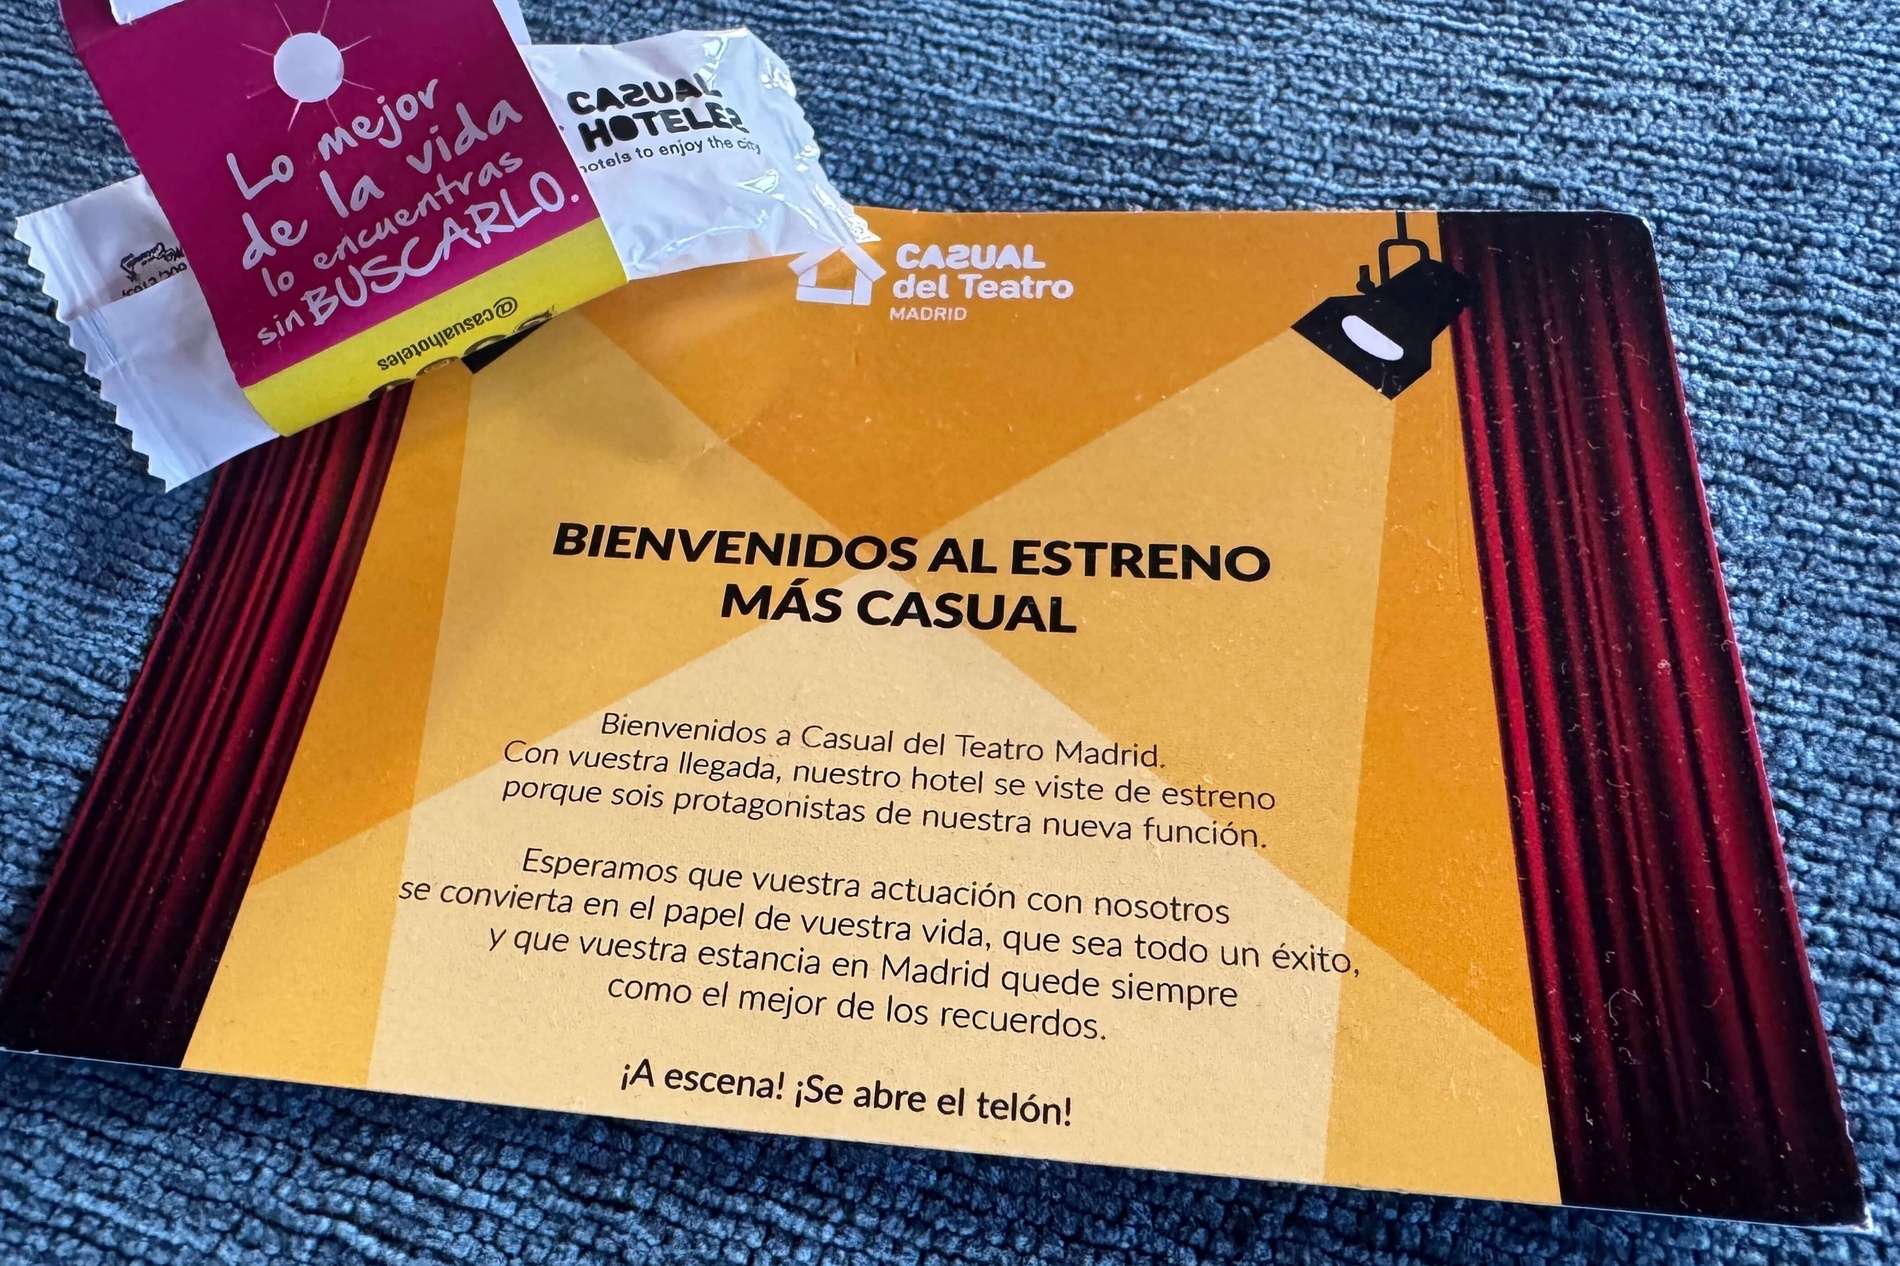 Lo mejor
de la vida
lo encuentras
sin BUSCARLO.
@casualhoteles
CASUAL
HOTELES
hotels to enjoy the city
CASUAL
del Teatro
MADRID
BIENVENIDOS AL ESTRENO
MÁS CASUAL
Bienvenidos a Casual del Teatro Madrid.
Con vuestra llegada, nuestro hotel se viste de estreno
porque sois protagonistas de nuestra nueva función.
Esperamos que vuestra actuación con nosotros
se convierta en el papel de vuestra vida, que sea todo un éxito,
y que vuestra estancia en Madrid quede siempre
como el mejor de los recuerdos.
¡A escena! ¡Se abre el telón!